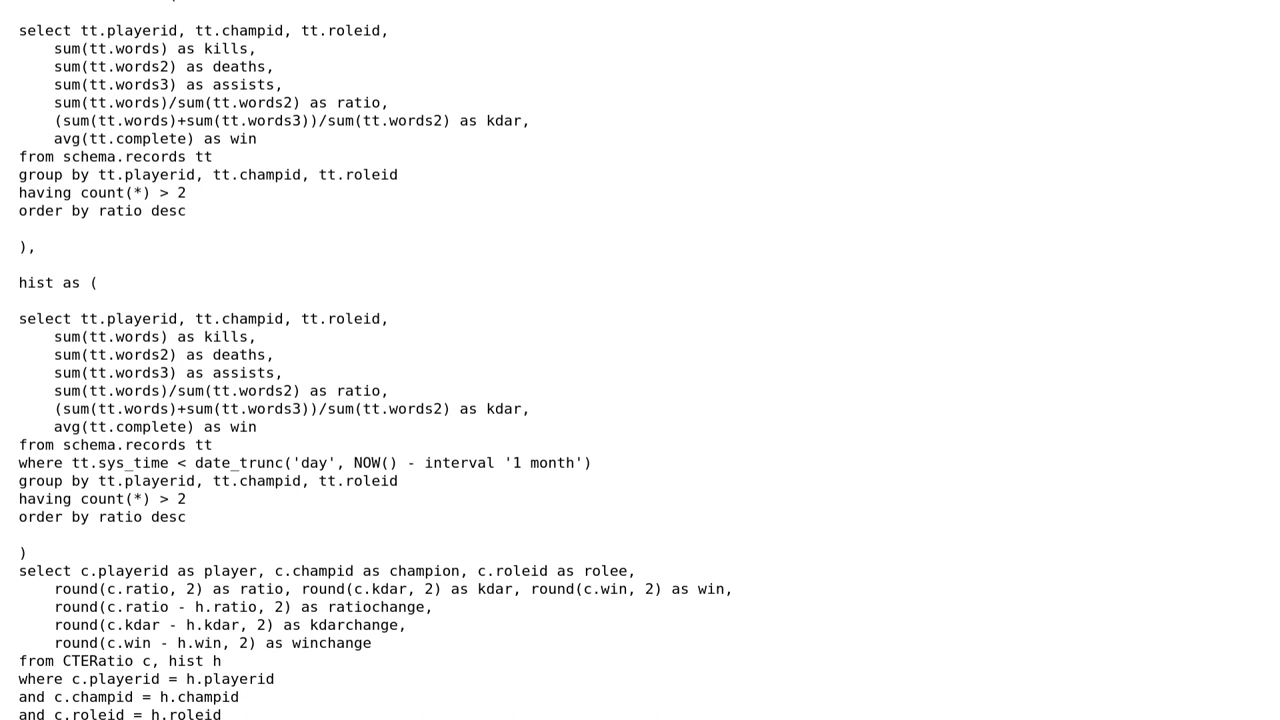 select tt.playerid, tt.champid, tt.roleid,
    sum(tt.words) as kills,
    sum(tt.words2) as deaths,
    sum(tt.words3) as assists,
    sum(tt.words)/sum(tt.words2) as ratio,
    (sum(tt.words)+sum(tt.words3))/sum(tt.words2) as kdar,
    avg(tt.complete) as win
from schema.records tt
group by tt.playerid, tt.champid, tt.roleid
having count(*) > 2
order by ratio desc
),
hist as (
select tt.playerid, tt.champid, tt.roleid,
    sum(tt.words) as kills,
    sum(tt.words2) as deaths,
    sum(tt.words3) as assists,
    sum(tt.words)/sum(tt.words2) as ratio,
    (sum(tt.words)+sum(tt.words3))/sum(tt.words2) as kdar,
    avg(tt.complete) as win
from schema.records tt
where tt.sys_time < date_trunc('day', NOW() - interval '1 month')
group by tt.playerid, tt.champid, tt.roleid
having count(*) > 2
order by ratio desc
)
select c.playerid as player, c.champid as champion, c.roleid as rolee,
    round(c.ratio, 2) as ratio, round(c.kdar, 2) as kdar, round(c.win, 2) as win,
    round(c.ratio - h.ratio, 2) as ratiochange,
    round(c.kdar - h.kdar, 2) as kdarchange,
    round(c.win - h.win, 2) as winchange
from CTERatio c, hist h
where c.playerid = h.playerid
and c.champid = h.champid
and c.roleid = h.roleid